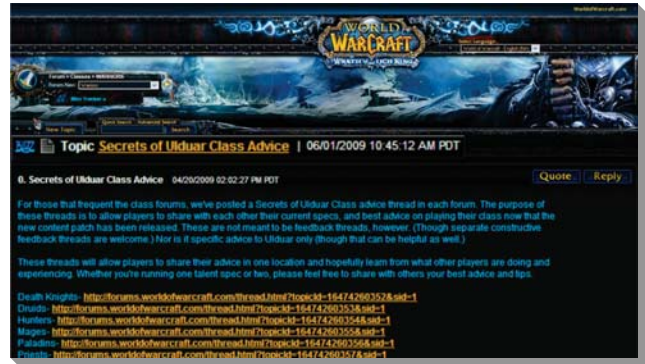 WorldofWarcraft.com
WORLD
WARCRAFT
WRATH OF THE LICH KING
Forum » Classes » WARRIORS
Quick Search Advanced Search
New Topic Search
Topic Secrets of Ulduar Class Advice | 06/01/2009 10:45:12 AM PDT
0. Secrets of Ulduar Class Advice 04/20/2009 02:02:27 PM PDT
Quote Reply
For those that frequent the class forums, we've posted a Secrets of Ulduar Class advice thread in each forum. The purpose of
these threads is to allow players to share with each other their current specs, and best advice on playing their class now that the
new content patch has been released. These are not meant to be feedback threads, however. (Though separate constructive
feedback threads are welcome.) Nor is it specific advice to Ulduar only (though that can be helpful as well.)
These threads will allow players to share their advice in one location and hopefully learn from what other players are doing and
experiencing. Whether you're running one talent spec or two, please feel free to share with others your best advice and tips.
Death Knights- http://forums.worldofwarcraft.com/thread.html?topicId=16474260352&sid=1
Druids- http://forums.worldofwarcraft.com/thread.html?topicId=16474260353&sid=1
Hunters- http://forums.worldofwarcraft.com/thread.html?topicId=16474260354&sid=1
Mages- http://forums.worldofwarcraft.com/thread.html?topicId=16474260355&sid=1
Paladins- http://forums.worldofwarcraft.com/thread.html?topicId=16474260356&sid=1
Priests- http://forums.worldofwarcraft.com/thread.html?topicId=16474260357&sid=1